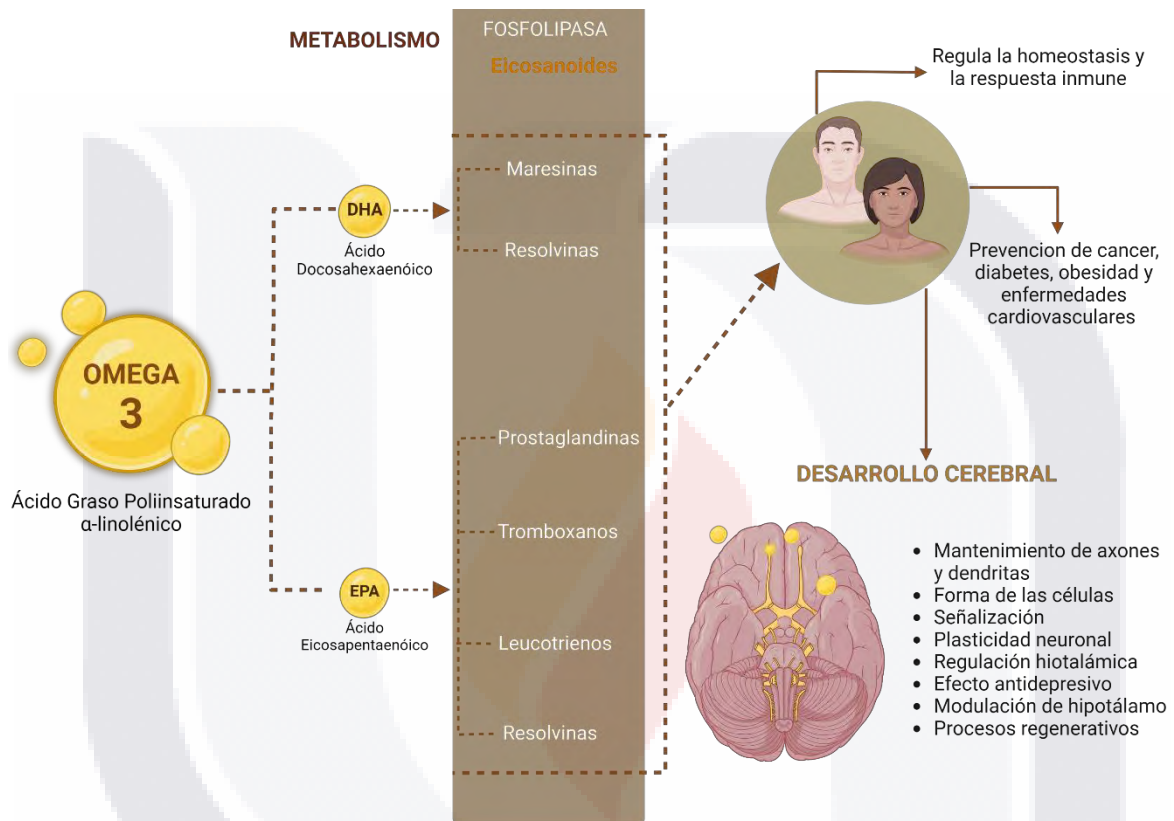 METABOLISMO
FOSFOLIPASA
Eicosanoides
Regula la homeostasis y
la respuesta inmune
Maresinas
DHA
Ácido
Docosahexaenóico
Resolvinas
Prevencion de cancer,
diabetes, obesidad y
enfermedades
cardiovasculares
OMEGA
3
Ácido Graso Poliinsaturado
α-linolénico
Prostaglandinas
Tromboxanos
EPA
Ácido
Eicosapentaenóico
Leucotrienos
Resolvinas
DESARROLLO CEREBRAL
• Mantenimiento de axones
y dendritas
• Forma de las células
• Señalización
• Plasticidad neuronal
• Regulación hiotalámica
• Efecto antidepresivo
• Modulación de hipotálamo
• Procesos regenerativos